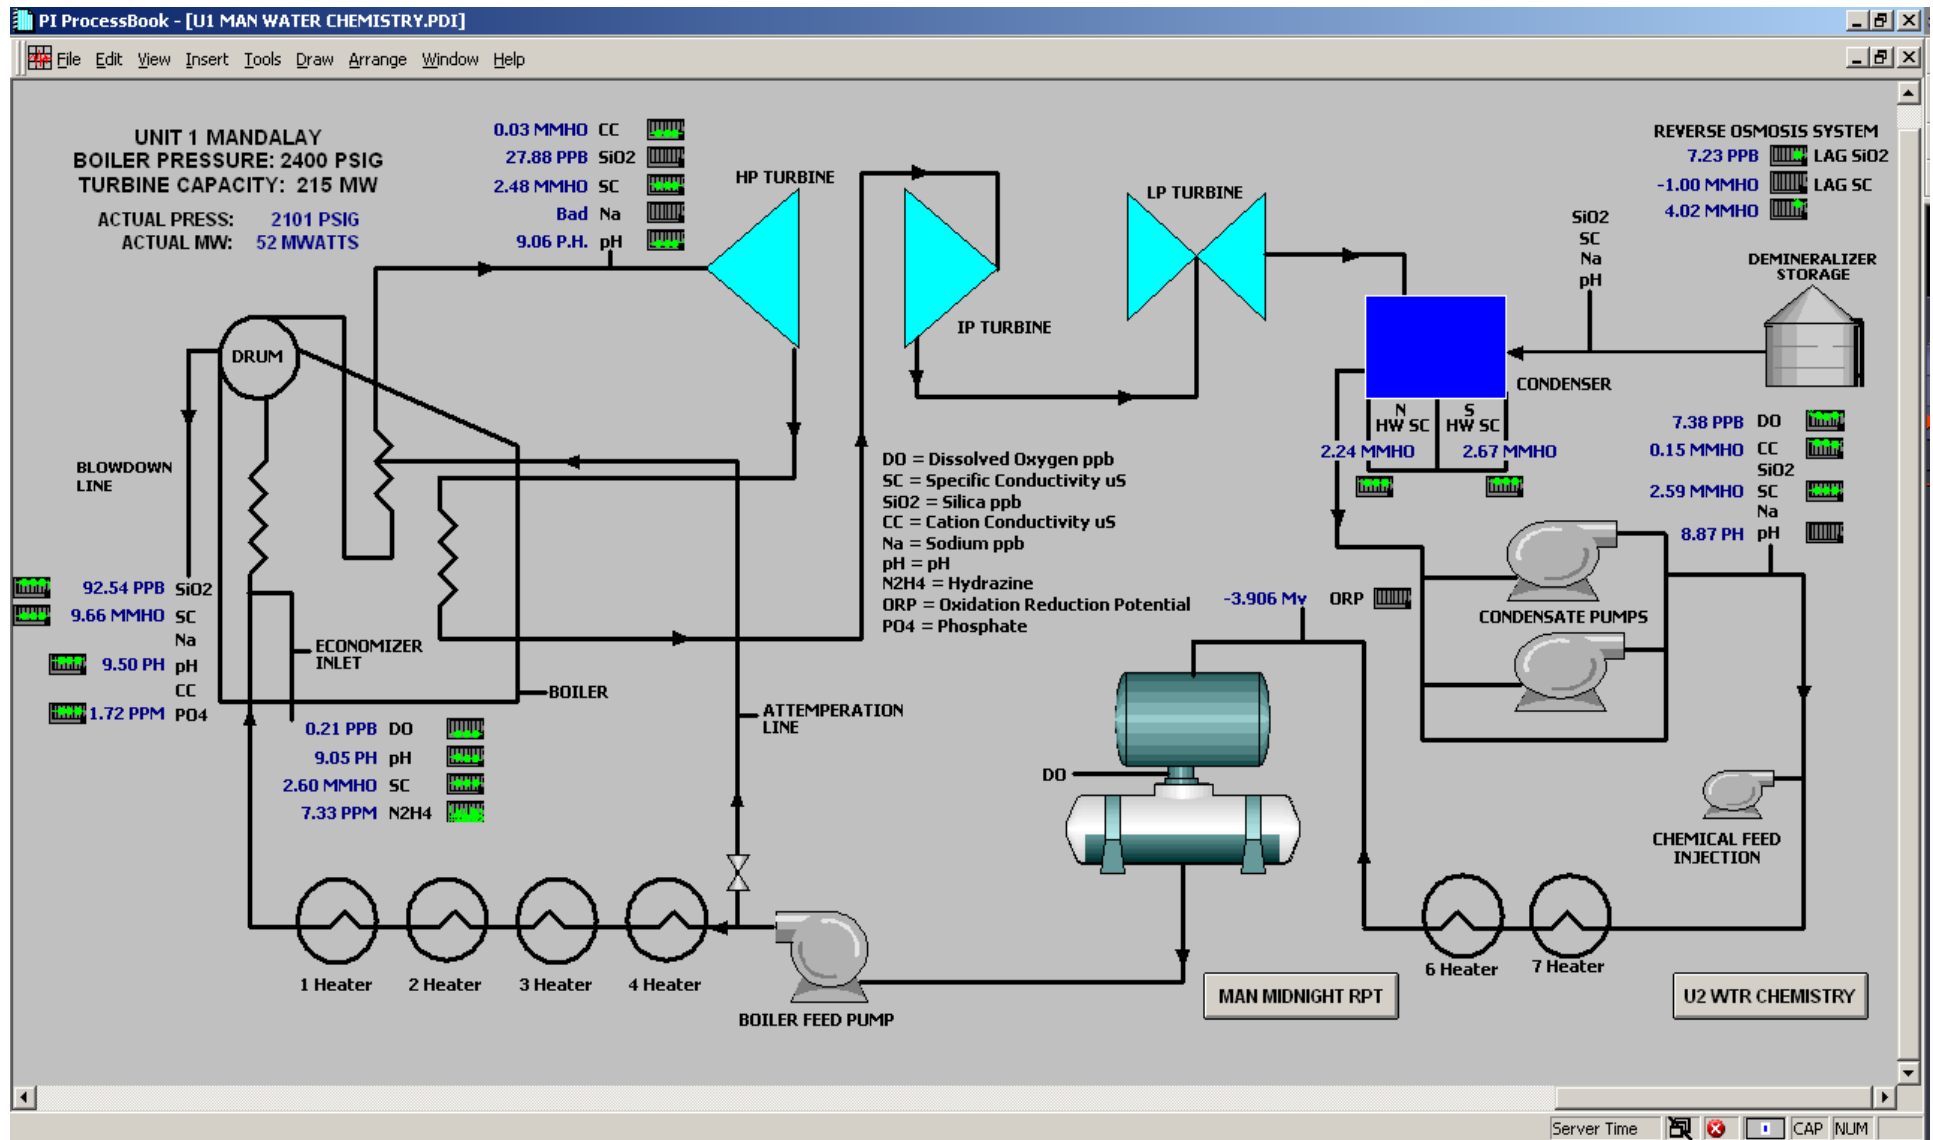 PI ProcessBook - [U1 MAN WATER CHEMISTRY.PDI]
File Edit View Insert Tools Draw Arrange Window Help
UNIT 1 MANDALAY
BOILER PRESSURE: 2400 PSIG
TURBINE CAPACITY: 215 MW
ACTUAL PRESS: 2101 PSIG
ACTUAL MW: 52 MWATTS
0.03 MMHO CC
27.88 PPB SiO2
2.48 MMHO SC
Bad Na
9.06 P.H. pH
HP TURBINE
IP TURBINE
LP TURBINE
REVERSE OSMOSIS SYSTEM
7.23 PPB LAG SiO2
-1.00 MMHO LAG SC
4.02 MMHO
SiO2
SC
Na
pH
DEMINERALIZER
STORAGE
CONDENSER
N
HW SC
S
HW SC
2.24 MMHO
2.67 MMHO
7.38 PPB DO
0.15 MMHO CC
SiO2
2.59 MMHO SC
Na
8.87 PH pH
DRUM
BLOWDOWN
LINE
DO = Dissolved Oxygen ppb
SC = Specific Conductivity uS
SiO2 = Silica ppb
CC = Cation Conductivity uS
Na = Sodium ppb
pH = pH
N2H4 = Hydrazine
ORP = Oxidation Reduction Potential
PO4 = Phosphate
-3.906 Mv ORP
CONDENSATE PUMPS
92.54 PPB SiO2
9.66 MMHO SC
Na
9.50 PH pH
CC
1.72 PPM PO4
ECONOMIZER
INLET
BOILER
ATTEMPERATION
LINE
0.21 PPB DO
9.05 PH pH
2.60 MMHO SC
7.33 PPM N2H4
DO
CHEMICAL FEED
INJECTION
1 Heater
2 Heater
3 Heater
4 Heater
BOILER FEED PUMP
6 Heater
7 Heater
MAN MIDNIGHT RPT
U2 WTR CHEMISTRY
Server Time CAP NUM